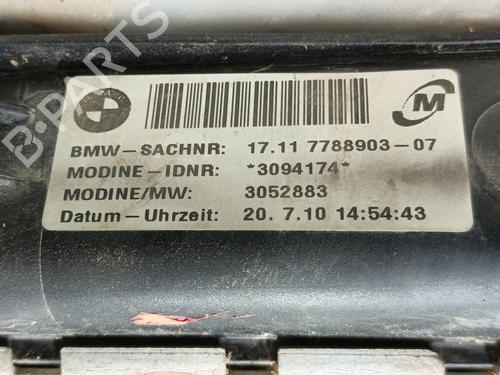 B-PARTS
BMW-SACHNR: 17.11 7788903-07
MODINE-IDNR: *3094174*
MODINE/MW: 3052883
Datum-Uhrzeit: 20. 7.10 14:54:43